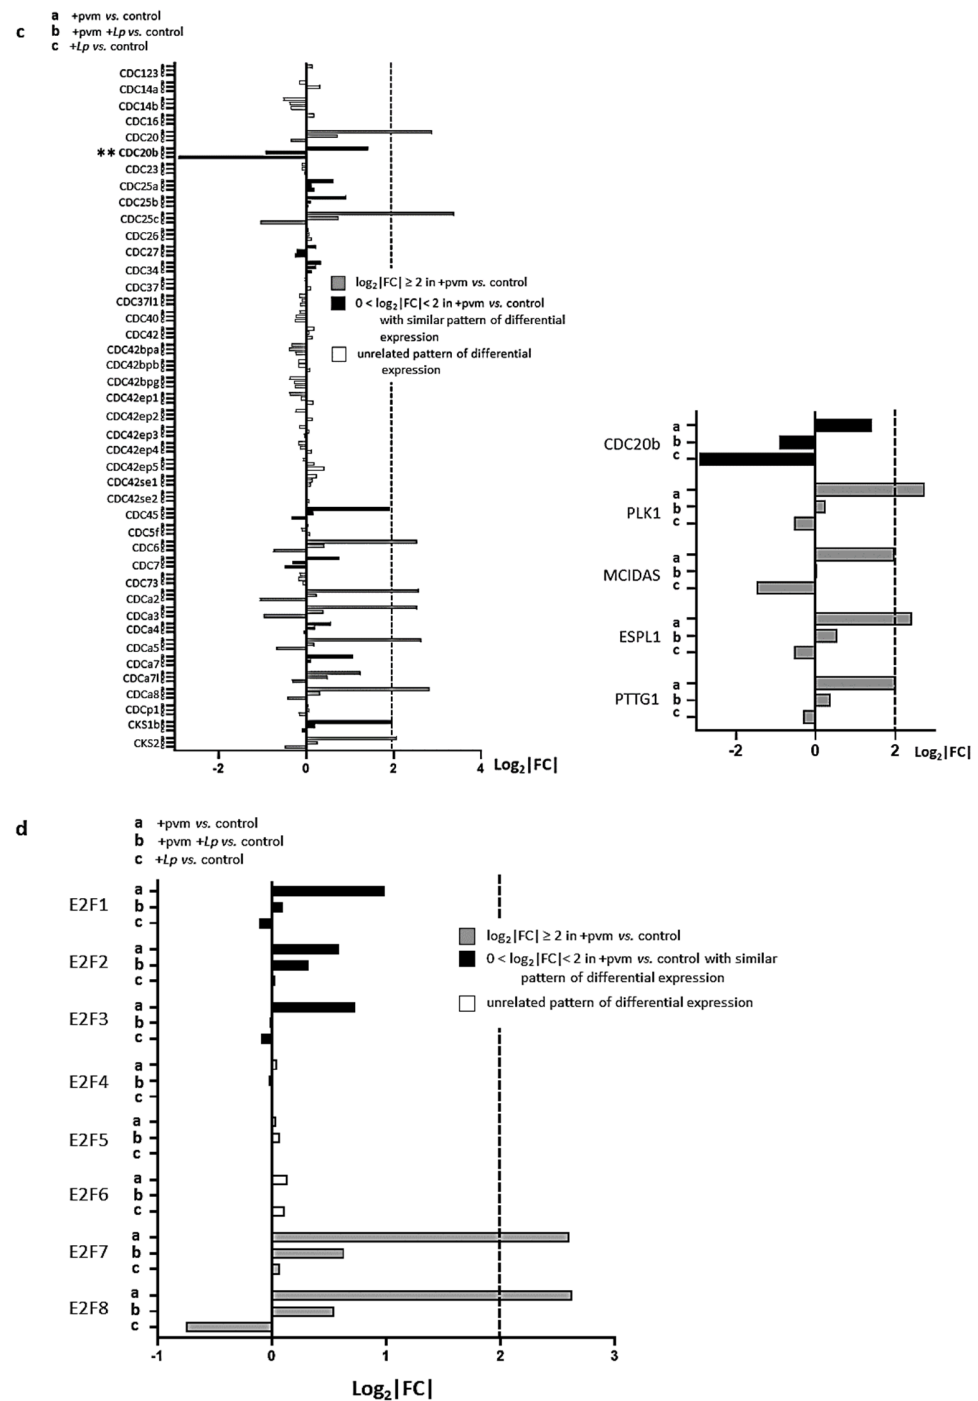 c
a +pvm vs. control
b +pvm +Lp vs. control
c +Lp vs. control
CDC123
CDC14a
CDC14b
CDC16
CDC20
** CDC20b
CDC23
CDC25a
CDC25b
CDC25c
CDC26
CDC27
CDC34
CDC37
CDC37l1
CDC40
CDC42
CDC42bpa
CDC42bpb
CDC42bpg
CDC42ep1
CDC42ep2
CDC42ep3
CDC42ep4
CDC42ep5
CDC42se1
CDC42se2
CDC45
CDC5f
CDC6
CDC7
CDC73
CDCa2
CDCa3
CDCa4
CDCa5
CDCa7
CDCa7l
CDCa8
CDCp1
CKS1b
CKS2
-2 0 2 4 Log2|FC|
log2|FC| ≥ 2 in +pvm vs. control
0 < log2|FC|< 2 in +pvm vs. control
with similar pattern of differential
expression
unrelated pattern of differential
expression
CDC20b a b c
PLK1 a b c
MCIDAS a b c
ESPL1 a b c
PTTG1 a b c
-2 0 2 Log2|FC|
d
a +pvm vs. control
b +pvm +Lp vs. control
c +Lp vs. control
E2F1 a b c
E2F2 a b c
E2F3 a b c
E2F4 a b c
E2F5 a b c
E2F6 a b c
E2F7 a b c
E2F8 a b c
log2|FC| ≥ 2 in +pvm vs. control
0 < log2|FC|< 2 in +pvm vs. control with similar
pattern of differential expression
unrelated pattern of differential expression
-1 0 1 2 3
Log2|FC|